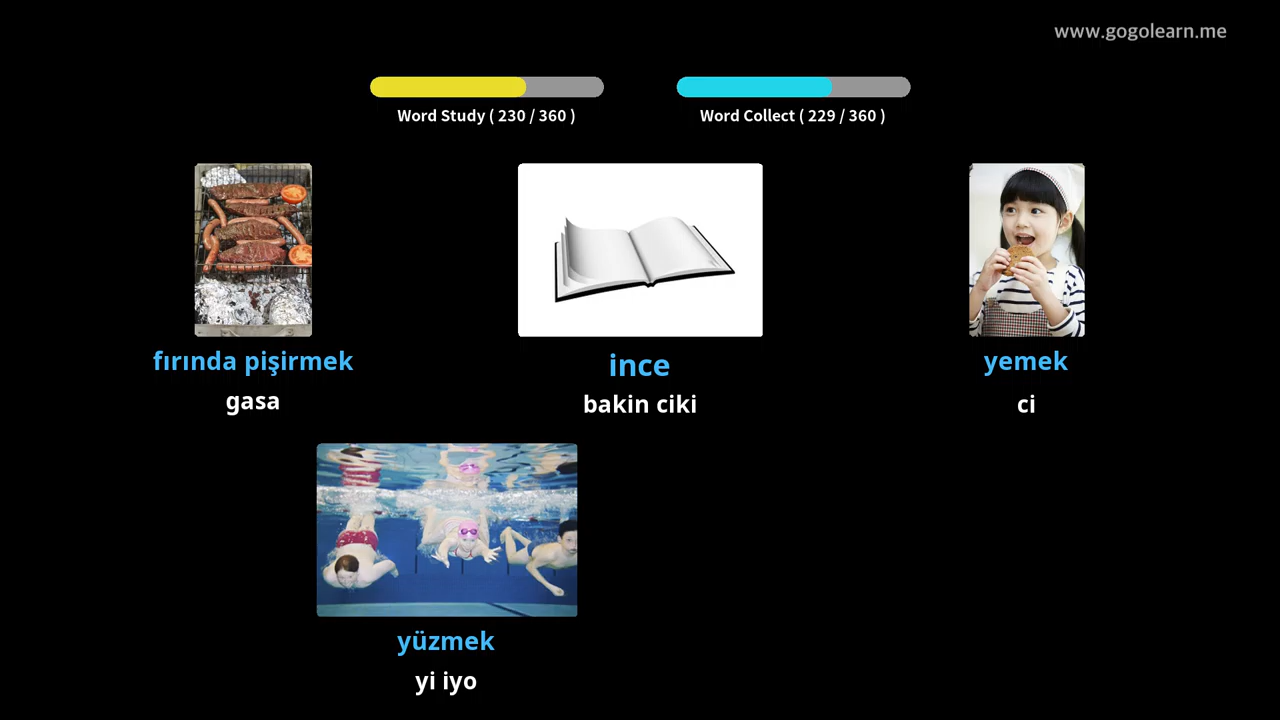 www.gogolearn.me
Word Study ( 230 / 360 )
Word Collect ( 229 / 360 )
fırında pişirmek
gasa
ince
bakin ciki
yemek
ci
yüzmek
yi iyo